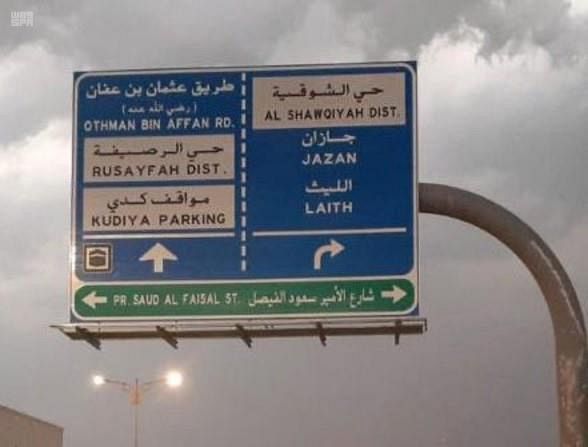 واس
SPA
طريق عثمان بن عفان
(رضي الله عنه)
OTHMAN BIN AFFAN RD.
حي الرصيفة
RUSAYFAH DIST.
مواقف كدي
KUDIYA PARKING
حي الشوقية
AL SHAWQIYAH DIST.
جازان
JAZAN
الليث
LAITH
PR. SAUD AL FAISAL ST. شارع الأمير سعود الفيصل